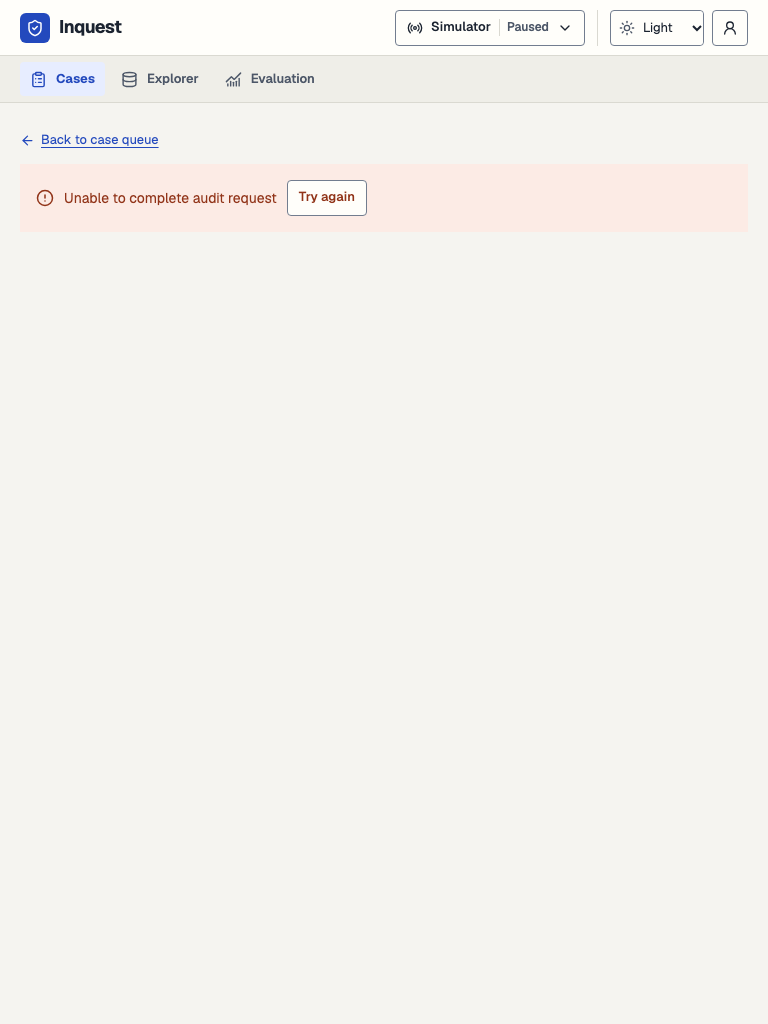 Inquest
Simulator Paused
Light
Cases Explorer Evaluation
Back to case queue
Unable to complete audit request Try again